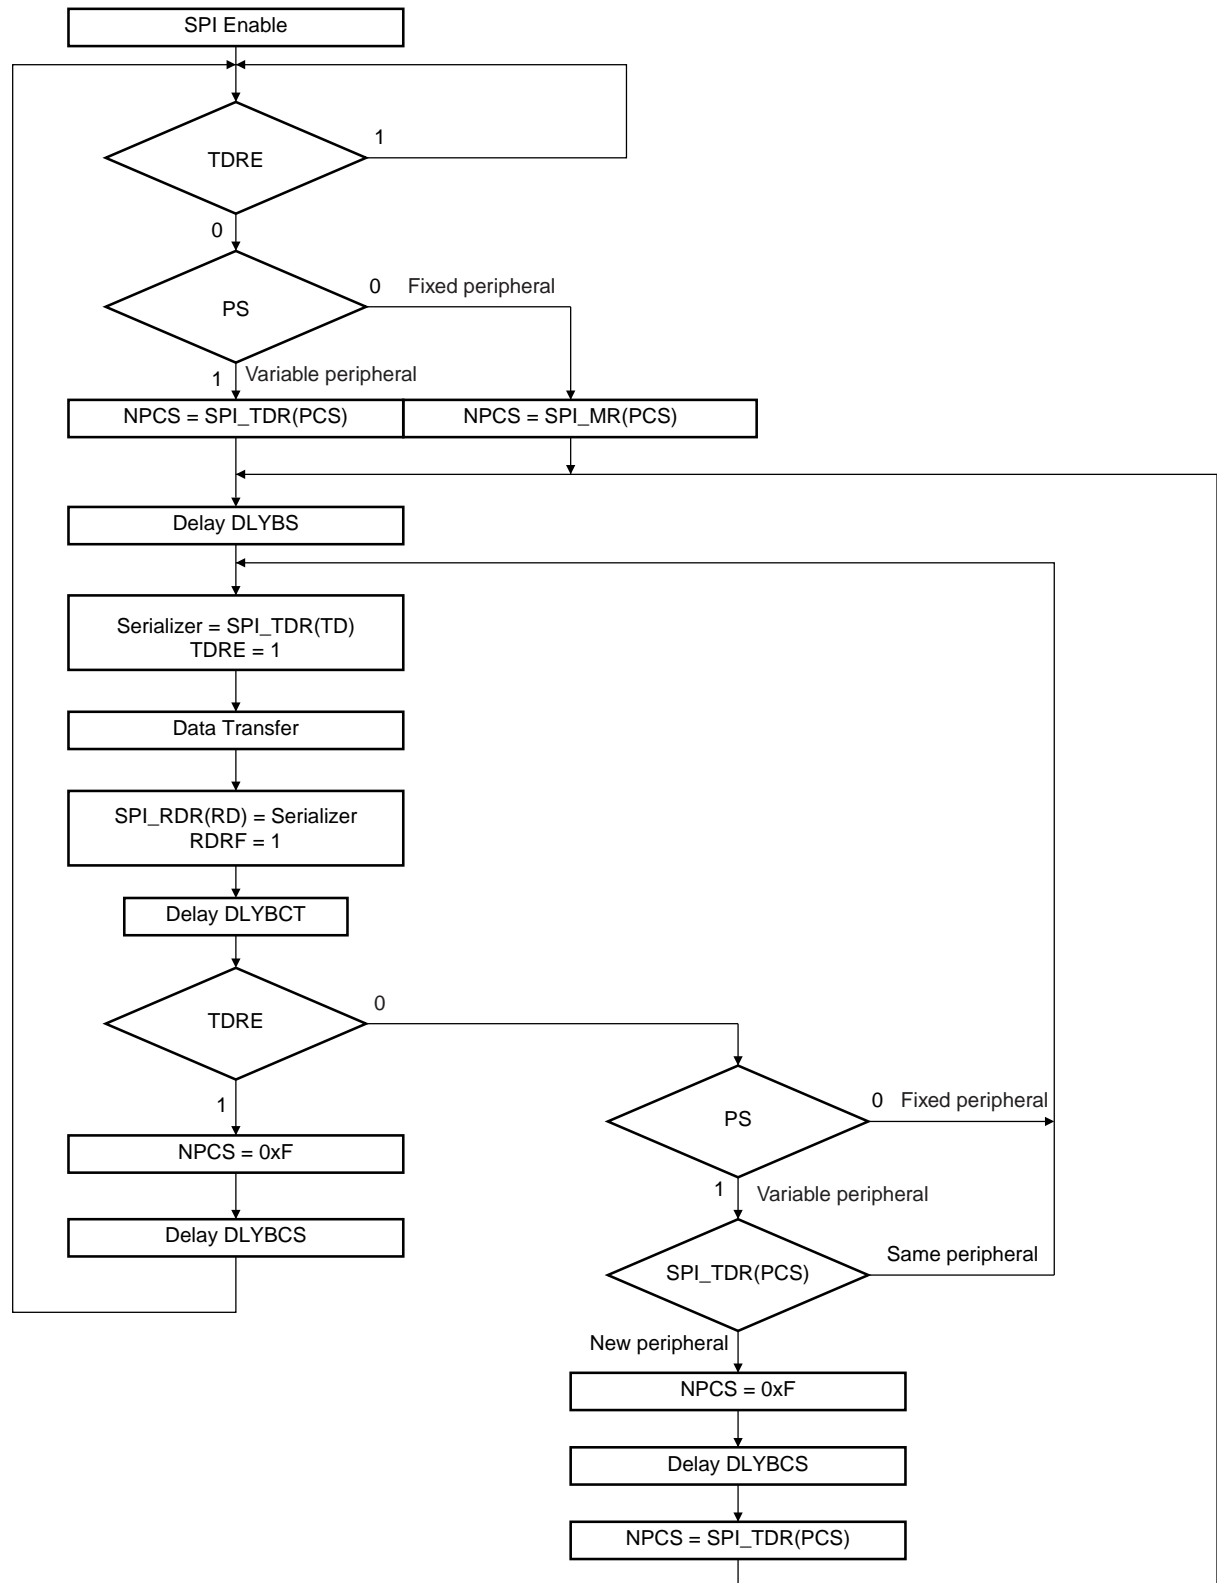 SPI Enable
TDRE
1
0
PS
0 Fixed peripheral
1 Variable peripheral
NPCS = SPI_TDR(PCS)
NPCS = SPI_MR(PCS)
Delay DLYBS
Serializer = SPI_TDR(TD)
TDRE = 1
Data Transfer
SPI_RDR(RD) = Serializer
RDRF = 1
Delay DLYBCT
TDRE
0
1
NPCS = 0xF
Delay DLYBCS
PS
0 Fixed peripheral
1 Variable peripheral
SPI_TDR(PCS)
Same peripheral
New peripheral
NPCS = 0xF
Delay DLYBCS
NPCS = SPI_TDR(PCS)